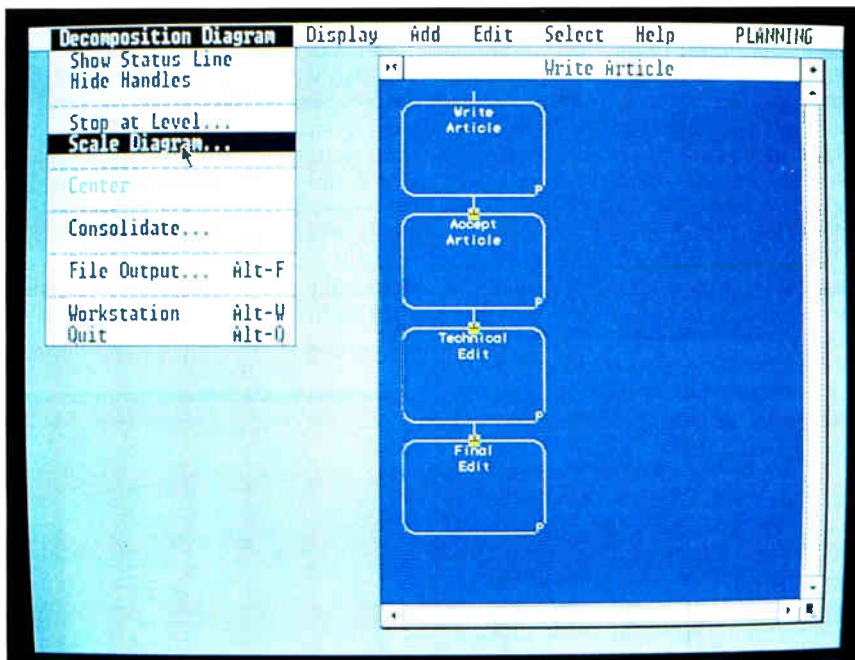 Decomposition Diagram Display Add Edit Select Help PLANNING
Show Status Line
Hide Handles
Stop at Level...
Scale Diagram...
Center
Consolidate...
File Output... Alt-F
Workstation Alt-W
Quit Alt-Q
Write Article
Write
Article
P
Accept
Article
P
Technical
Edit
P
Final
Edit
P